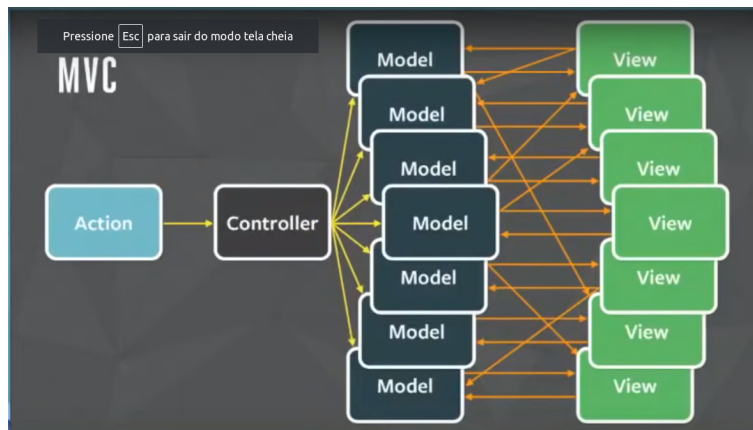 Pressione Esc para sair do modo tela cheia
MVC
Model View
Model View
Model View
Action Controller Model View
Model View
Model View
Model View